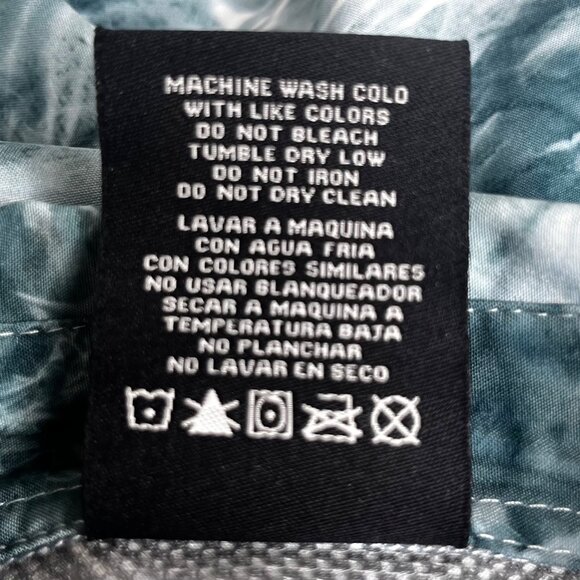 MACHINE WASH COLD
WITH LIKE COLORS
DO NOT BLEACH
TUMBLE DRY LOW
DO NOT IRON
DO NOT DRY CLEAN
LAVAR A MAQUINA
CON AGUA FRIA
CON COLORES SIMILARES
NO USAR BLANQUEADOR
SECAR A MAQUINA A
TEMPERATURA BAJA
NO PLANCHAR
NO LAVAR EN SECO